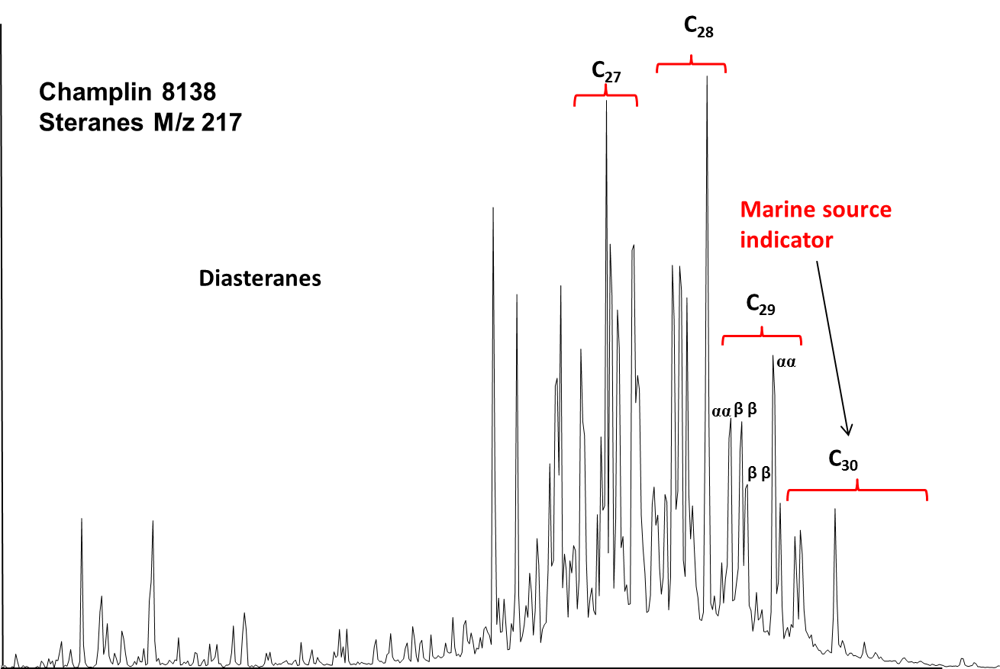 C28
C27
Champlin 8138
Steranes M/z 217
Marine source
indicator
Diasteranes
C29
αα
αα β β
β β
C30